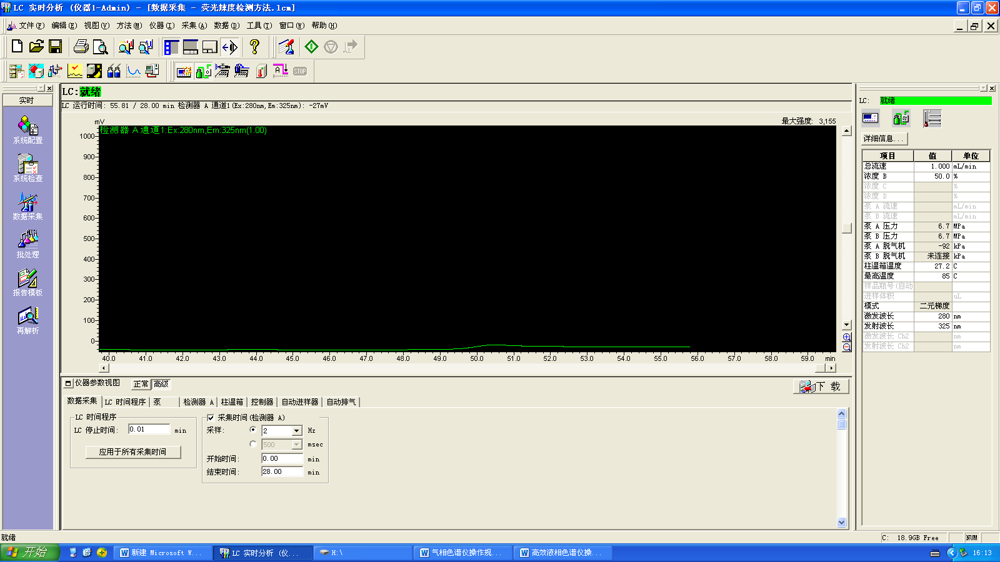 LC 实时分析 (仪器1-Admin) - [数据采集 - 荧光辣度检测方法.lcm]
文件(F) 编辑(E) 视图(V) 方法(M) 仪器(I) 采集(A) 数据(D) 工具(T) 窗口(W) 帮助(H)
STOP
实时
系统配置
系统检查
数据采集
批处理
报告模板
再解析
LC:就绪
LC 运行时间: 55.81 / 28.00 min 检测器 A 通道1(Ex:280nm,Em:325nm): -27mV
mV
最大强度: 3,155
检测器 A 通道1:Ex:280nm,Em:325nm(1.00)
1000
900
800
700
600
500
400
300
200
100
0
40.0 41.0 42.0 43.0 44.0 45.0 46.0 47.0 48.0 49.0 50.0 51.0 52.0 53.0 54.0 55.0 56.0 57.0 58.0 59.0 min
仪器参数视图 正常 高级
下载
数据采集 LC 时间程序 泵 检测器 A 柱温箱 控制器 自动进样器 自动排气
LC 时间程序
LC 停止时间: 0.01 min
应用于所有采集时间
采集时间(检测器 A)
采样: 2 Hz
500 msec
开始时间: 0.00 min
结束时间: 28.00 min
LC: 就绪
详细信息...
项目 值 单位
总流速 1.000 mL/min
浓度 B 50.0 %
浓度 C %
浓度 D %
泵 A 流速 mL/min
泵 B 流速 mL/min
泵 A 压力 6.7 MPa
泵 B 压力 6.7 MPa
泵 A 脱气机 -92 kPa
泵 B 脱气机 未连接 kPa
柱温箱温度 27.2 C
最高温度 85 C
样品瓶号(自动
进样体积 uL
模式 二元梯度
激发波长 280 nm
发射波长 325 nm
激发波长 Ch2 nm
发射波长 Ch2 nm
就绪
C: 18.9GB Free NUM
开始 新建 Microsoft W... LC 实时分析 (仪... H:\ 气相色谱仪操作规... 高效液相色谱仪操... 16:13